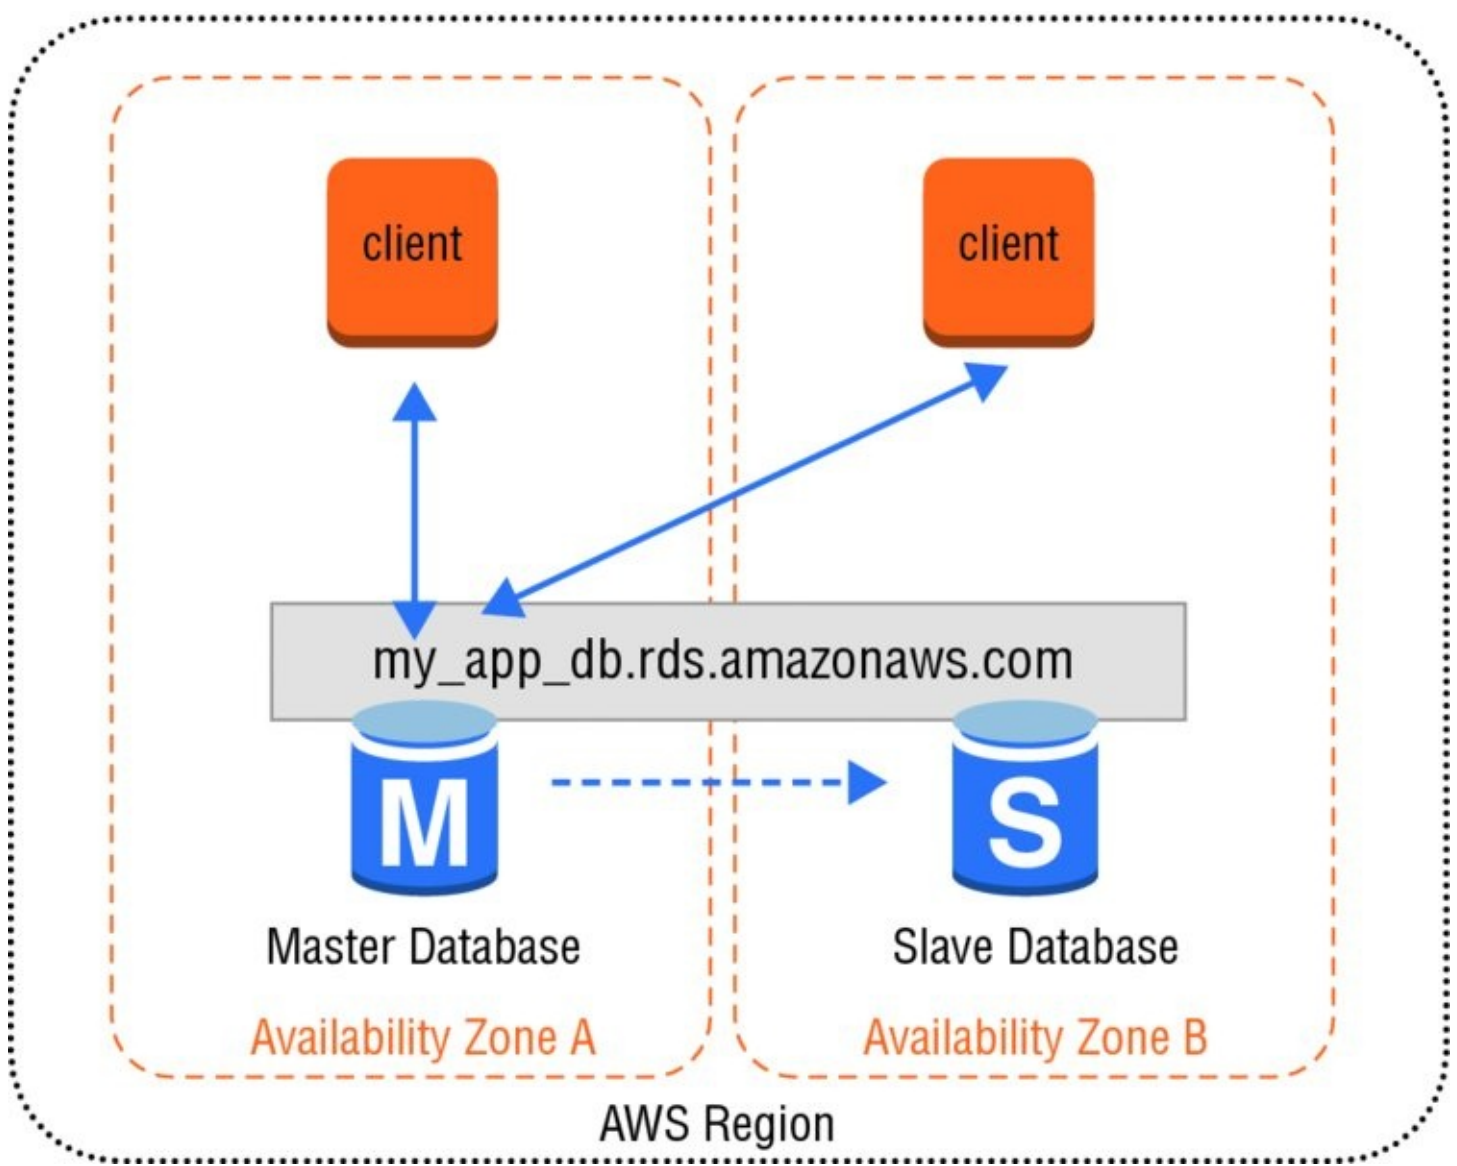 client
client
my_app_db.rds.amazonaws.com
M
S
Master Database
Slave Database
Availability Zone A
Availability Zone B
AWS Region